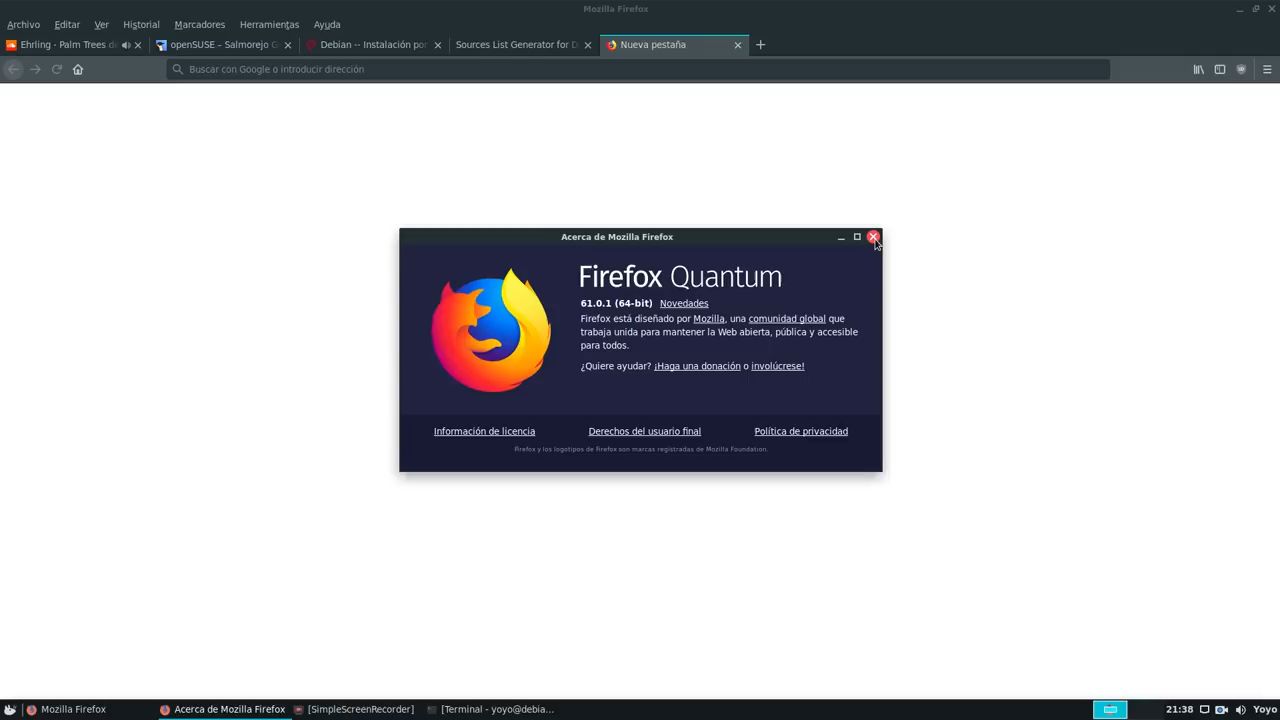 Mozilla Firefox
Archivo Editar Ver Historial Marcadores Herramientas Ayuda
Ehrling - Palm Trees d openSUSE – Salmorejo G Debian -- Instalación por Sources List Generator for D Nueva pestaña
Buscar con Google o introducir dirección
Acerca de Mozilla Firefox
Firefox Quantum
61.0.1 (64-bit) Novedades
Firefox está diseñado por Mozilla, una comunidad global que
trabaja unida para mantener la Web abierta, pública y accesible
para todos.
¿Quiere ayudar? ¡Haga una donación o involúcrese!
Información de licencia Derechos del usuario final Política de privacidad
Firefox y los logotipos de Firefox son marcas registradas de Mozilla Foundation.
Mozilla Firefox Acerca de Mozilla Firefox [SimpleScreenRecorder] [Terminal - yoyo@debia... 21:38 Yoyo